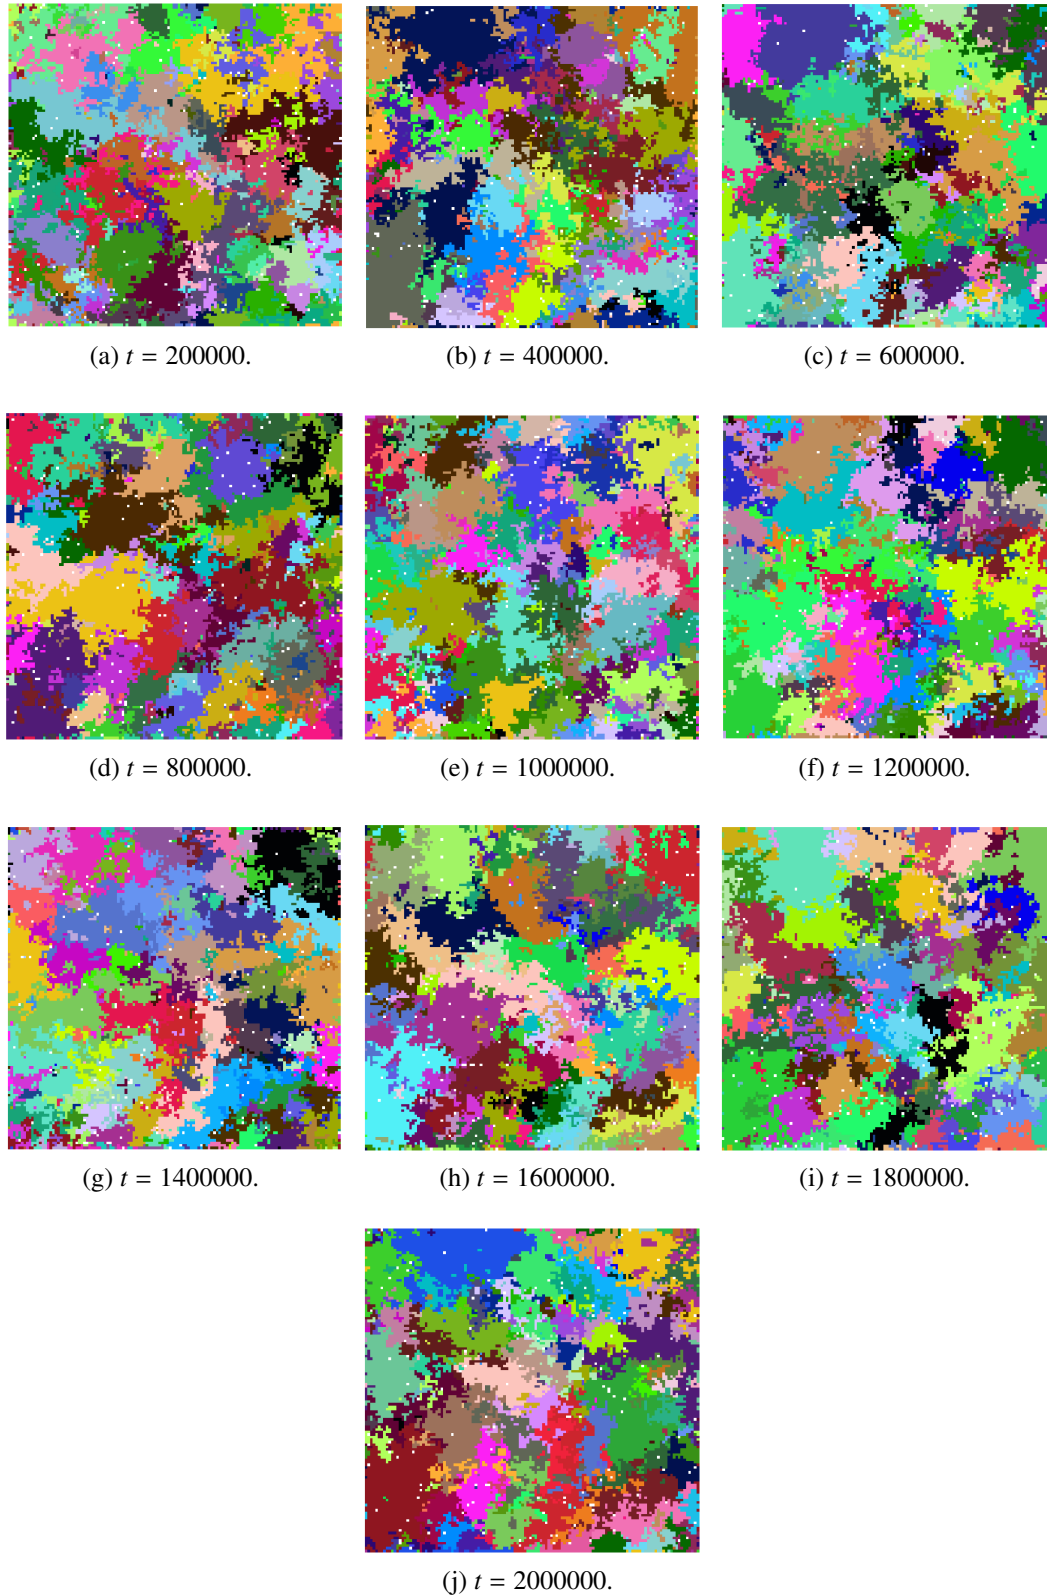 (a) t = 200000.
(b) t = 400000.
(c) t = 600000.
(d) t = 800000.
(e) t = 1000000.
(f) t = 1200000.
(g) t = 1400000.
(h) t = 1600000.
(i) t = 1800000.
(j) t = 2000000.